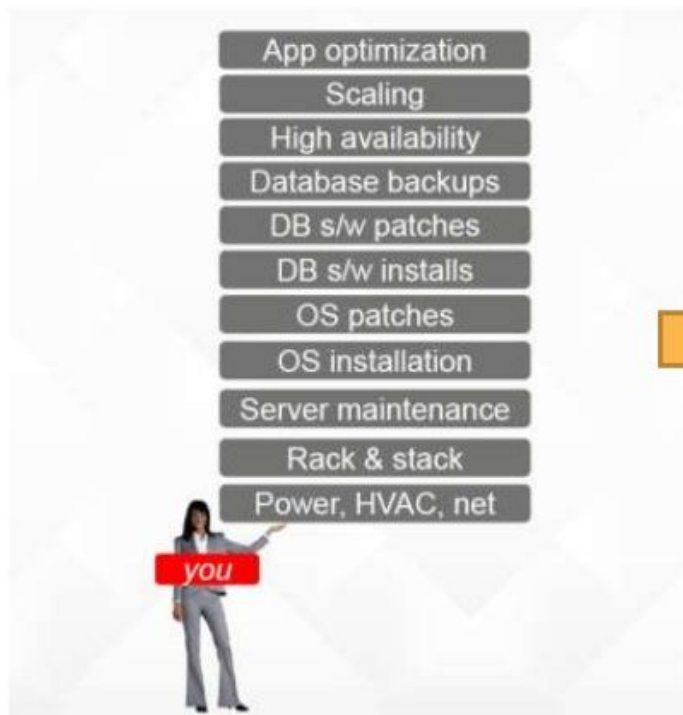 App optimization
Scaling
High availability
Database backups
DB s/w patches
DB s/w installs
OS patches
OS installation
Server maintenance
Rack & stack
Power, HVAC, net
you